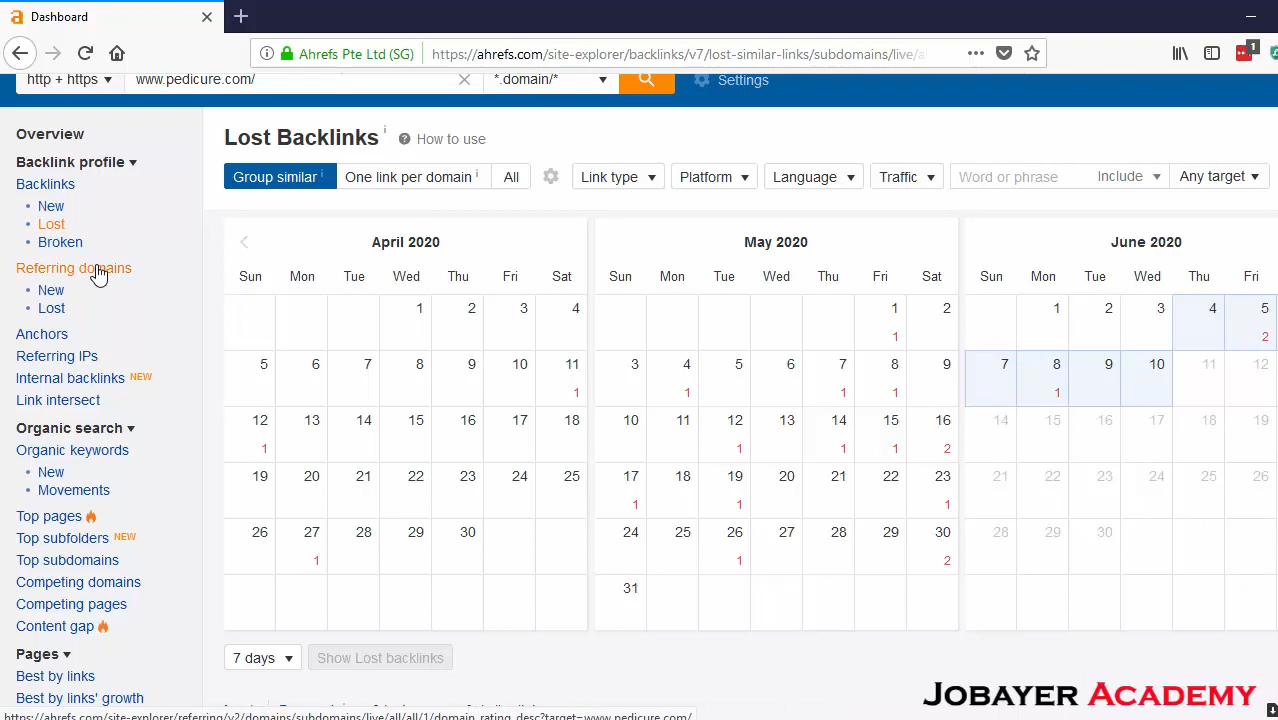 Dashboard
Ahrefs Pte Ltd (SG)
https://ahrefs.com/site-explorer/backlinks/v7/lost-similar-links/subdomains/live/a
1
http + https
www.pedicure.com/
*.domain/*
Settings
Overview
Backlink profile
Backlinks
New
Lost
Broken
Referring domains
New
Lost
Anchors
Referring IPs
Internal backlinks NEW
Link intersect
Organic search
Organic keywords
New
Movements
Top pages
Top subfolders NEW
Top subdomains
Competing domains
Competing pages
Content gap
Pages
Best by links
Best by links' growth
Lost Backlinks i
? How to use
Group similar i One link per domain i All Link type Platform Language Traffic Word or phrase Include Any target
April 2020
Sun Mon Tue Wed Thu Fri Sat
1 2 3 4
5 6 7 8 9 10 11
1
12 13 14 15 16 17 18
1
19 20 21 22 23 24 25
26 27 28 29 30
1
May 2020
Sun Mon Tue Wed Thu Fri Sat
1 2
1
3 4 5 6 7 8 9
1 1 1
10 11 12 13 14 15 16
1 1 1 2
17 18 19 20 21 22 23
1 1 1
24 25 26 27 28 29 30
1 2
31
June 2020
Sun Mon Tue Wed Thu Fri
1 2 3 4 5
2
7 8 9 10 11 12
1
14 15 16 17 18 19
21 22 23 24 25 26
28 29 30
7 days Show Lost backlinks
JOBAYER ACADEMY
https://ahrefs.com/site-explorer/referring/v2/domains/subdomains/live/all/all/1/domain_rating_desc?target=www.pedicure.com/